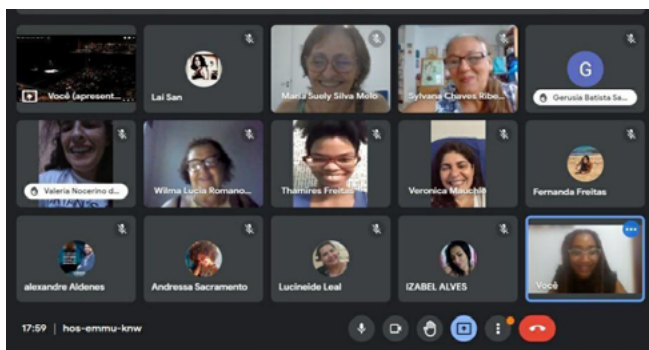 Você (apresent...
Lai San
Maria Suely Silva Melo
Sylvana Chaves Ribe...
G
Gerusia Batista Sa...
Valeria Nocerino d...
Wilma Lucia Romano...
Thamires Freitas
Veronica Mauchio
Fernanda Freitas
alexandre Aldenes
Andressa Sacramento
Lucineide Leal
IZABEL ALVES
Você
17:59 | hos-emmu-knw